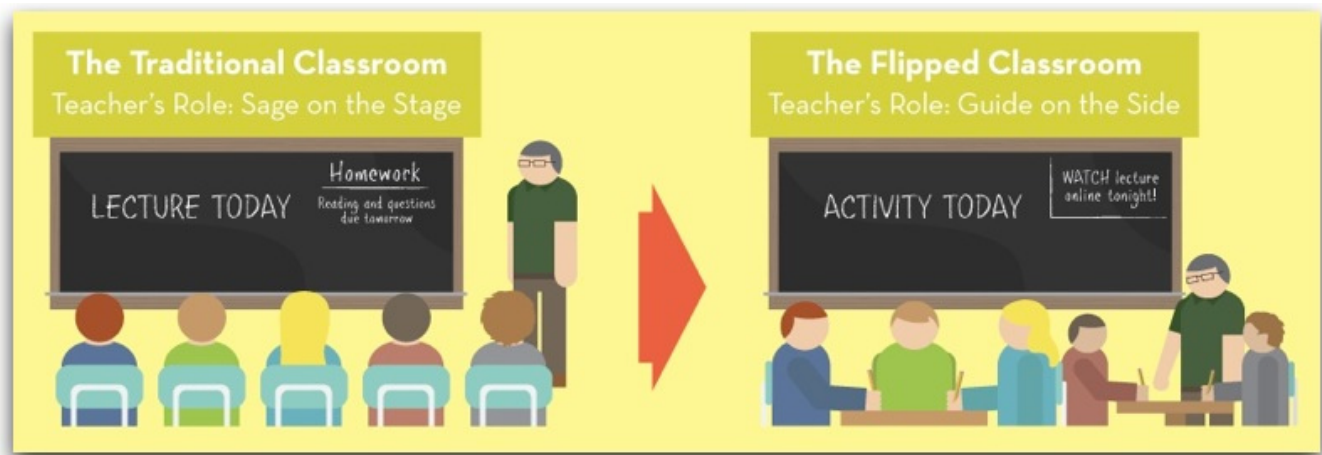 The Traditional Classroom
Teacher's Role: Sage on the Stage
LECTURE TODAY
Homework
Reading and questions
due tomorrow
The Flipped Classroom
Teacher's Role: Guide on the Side
ACTIVITY TODAY
WATCH lecture
online tonight!